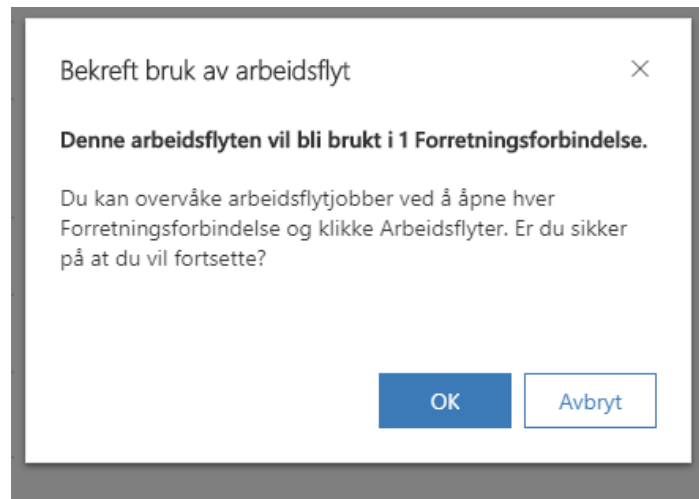 Bekreft bruk av arbeidsflyt
Denne arbeidsflyten vil bli brukt i 1 Forretningsforbindelse.
Du kan overvåke arbeidsflytjobber ved å åpne hver
Forretningsforbindelse og klikke Arbeidsflyter. Er du sikker
på at du vil fortsette?
OK
Avbryt